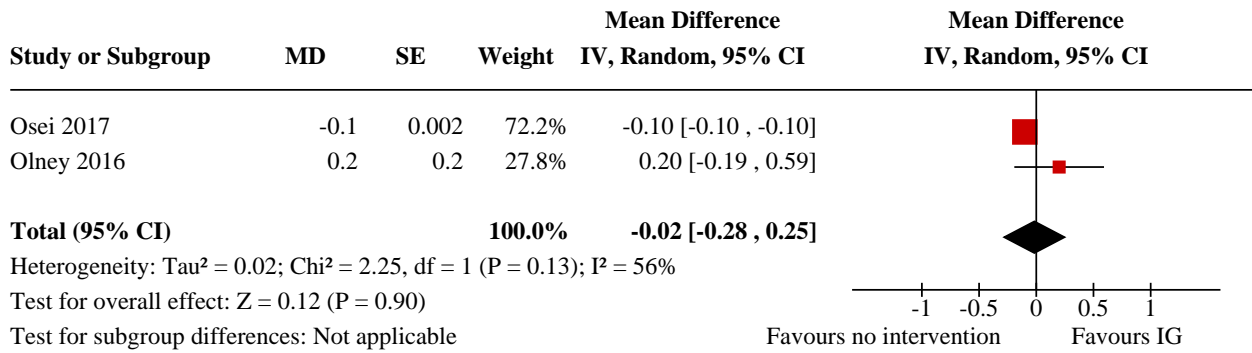 Mean Difference Mean Difference
Study or Subgroup MD SE Weight IV, Random, 95% CI IV, Random, 95% CI
Osei 2017 -0.1 0.002 72.2% -0.10 [-0.10 , -0.10]
Olney 2016 0.2 0.2 27.8% 0.20 [-0.19 , 0.59]
Total (95% CI) 100.0% -0.02 [-0.28 , 0.25]
Heterogeneity: Tau² = 0.02; Chi² = 2.25, df = 1 (P = 0.13); I² = 56%
Test for overall effect: Z = 0.12 (P = 0.90)
-1 -0.5 0 0.5 1
Test for subgroup differences: Not applicable
Favours no intervention Favours IG